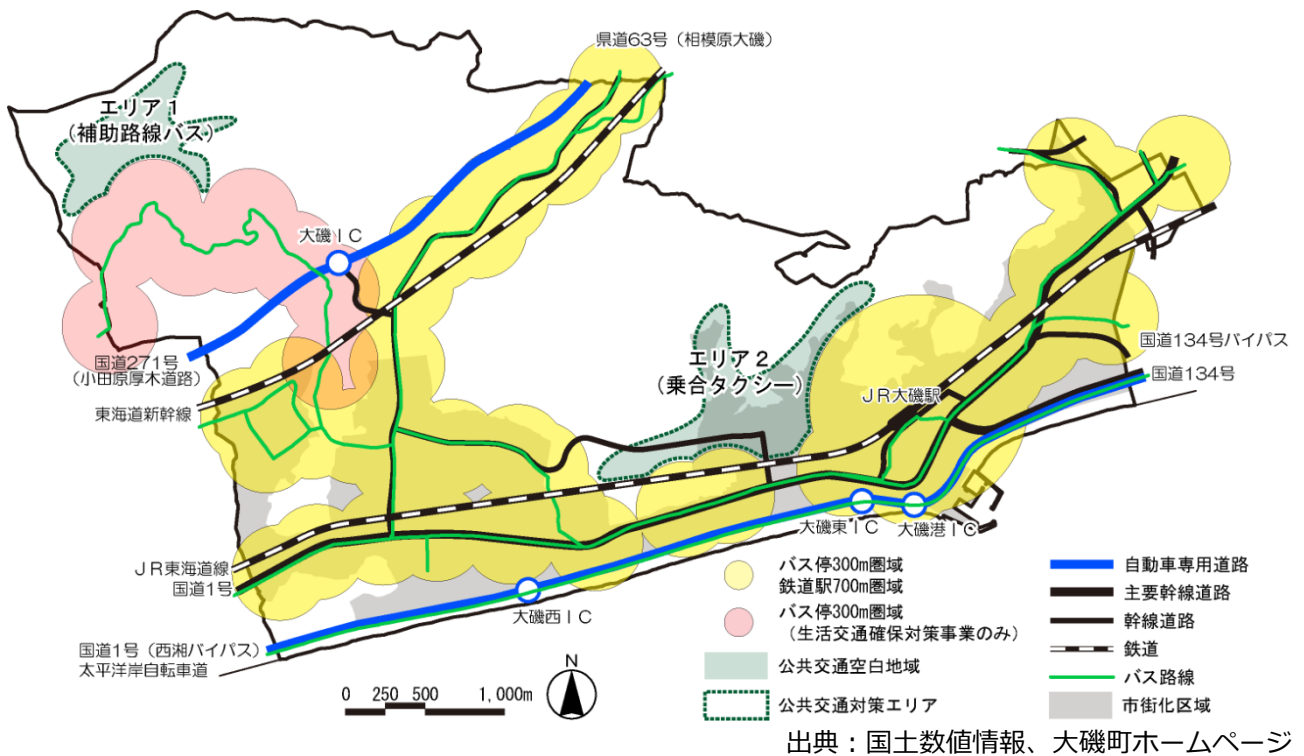 県道63号（相模原大磯）
エリア１
（補助路線バス）
大磯ＩＣ
国道271号
（小田原厚木道路）
東海道新幹線
エリア２
（乗合タクシー）
国道134号バイパス
国道134号
ＪＲ大磯駅
大磯東ＩＣ
大磯港ＩＣ
ＪＲ東海道線
国道1号
大磯西ＩＣ
国道1号（西湘バイパス）
太平洋岸自転車道
0 250 500 1,000m
N
バス停300m圏域
鉄道駅700m圏域
バス停300m圏域
（生活交通確保対策事業のみ）
公共交通空白地域
公共交通対策エリア
自動車専用道路
主要幹線道路
幹線道路
鉄道
バス路線
市街化区域
出典：国土数値情報、大磯町ホームページ